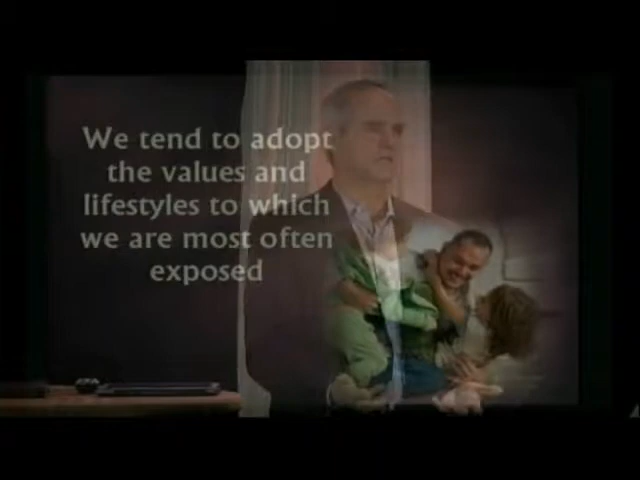 We tend to adopt
the values and
lifestyles to which
we are most often
exposed